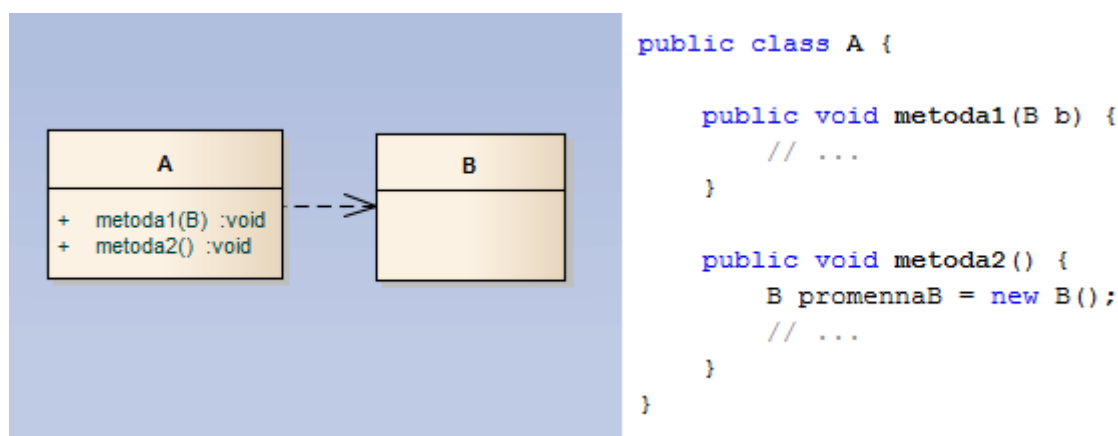 A
+ metoda1(B) :void
+ metoda2() :void
B
public class A {
public void metoda1(B b) {
// ...
}
public void metoda2() {
B promennaB = new B();
// ...
}
}